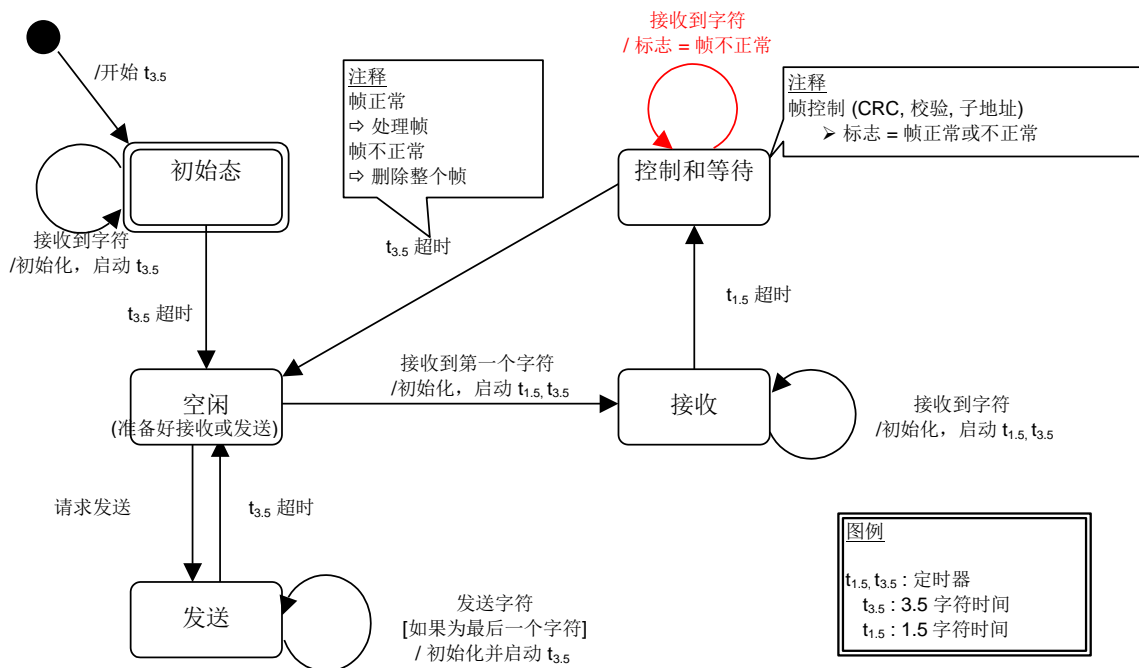 接收到字符
/ 标志 = 帧不正常
/开始 t3.5
注释
帧正常
⇨ 处理帧
帧不正常
⇨ 删除整个帧
注释
帧控制 (CRC, 校验, 子地址)
➢ 标志 = 帧正常或不正常
初始态
控制和等待
接收到字符
/初始化，启动 t3.5
t3.5 超时
t3.5 超时
t1.5 超时
接收到第一个字符
/初始化，启动 t1.5, t3.5
空闲
(准备好接收或发送)
接收
接收到字符
/初始化，启动 t1.5, t3.5
请求发送
t3.5 超时
发送
发送字符
[如果为最后一个字符]
/ 初始化并启动 t3.5
图例
t1.5, t3.5 : 定时器
t3.5 : 3.5 字符时间
t1.5 : 1.5 字符时间